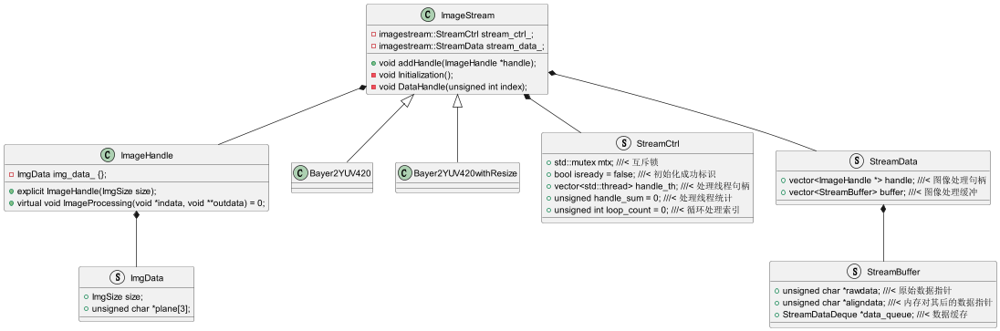 C ImageStream
imagestream::StreamCtrl stream_ctrl_;
imagestream::StreamData stream_data_;
void addHandle(ImageHandle *handle);
void Initialization();
void DataHandle(unsigned int index);
C ImageHandle
ImgData img_data_ {};
explicit ImageHandle(ImgSize size);
virtual void ImageProcessing(void *indata, void **outdata) = 0;
C Bayer2YUV420
C Bayer2YUV420withResize
S StreamCtrl
std::mutex mtx; ///< 互斥锁
bool isready = false; ///< 初始化成功标识
vector<std::thread> handle_th; ///< 处理线程句柄
unsigned handle_sum = 0; ///< 处理线程统计
unsigned int loop_count = 0; ///< 循环处理索引
S StreamData
vector<ImageHandle *> handle; ///< 图像处理句柄
vector<StreamBuffer> buffer; ///< 图像处理缓冲
S ImgData
ImgSize size;
unsigned char *plane[3];
S StreamBuffer
unsigned char *rawdata; ///< 原始数据指针
unsigned char *aligndata; ///< 内存对其后的数据指针
StreamDataDeque *data_queue; ///< 数据缓存